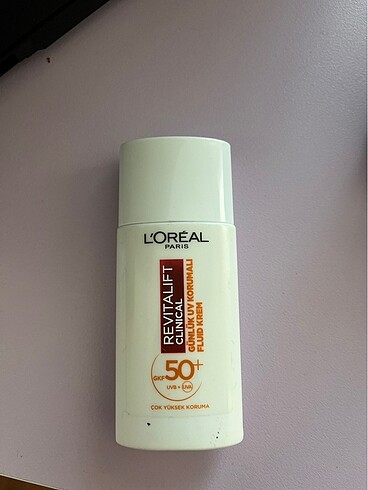 L'ORÉAL
PARIS
REVITALIFT
CLINICAL
GÜNLÜK UV KORUMALI
FLUID KREM
GKF 50+
UVB + UVA
ÇOK YÜKSEK KORUMA